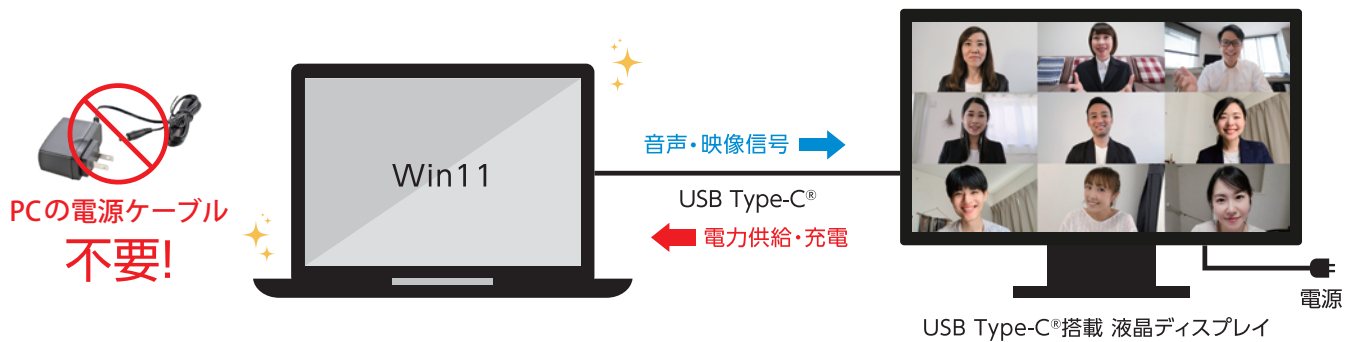 PCの電源ケーブル
不要!
Win11
音声・映像信号
USB Type-C®
電力供給・充電
電源
USB Type-C®搭載 液晶ディスプレイ